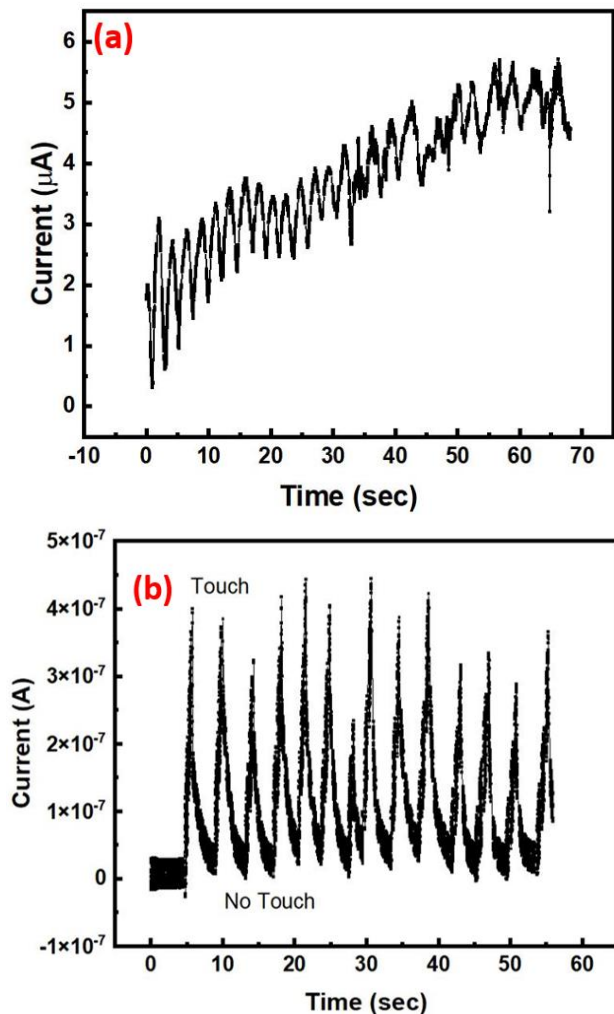 (a)
6
5
4
3
2
1
0
Current (μA)
-10 0 10 20 30 40 50 60 70
Time (sec)
5×10⁻⁷
(b)
Touch
4×10⁻⁷
3×10⁻⁷
2×10⁻⁷
1×10⁻⁷
0
-1×10⁻⁷
Current (A)
No Touch
0 10 20 30 40 50 60
Time (sec)